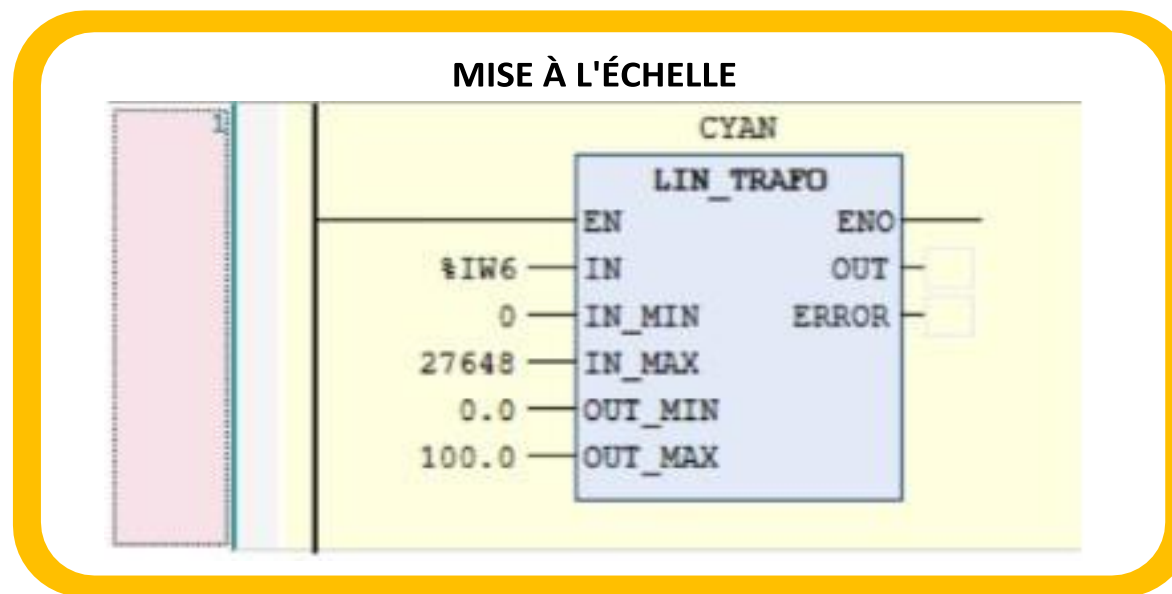 MISE À L'ÉCHELLE
1
CYAN
LIN_TRAFO
EN ENO
%IW6 IN OUT
0 IN_MIN ERROR
27648 IN_MAX
0.0 OUT_MIN
100.0 OUT_MAX